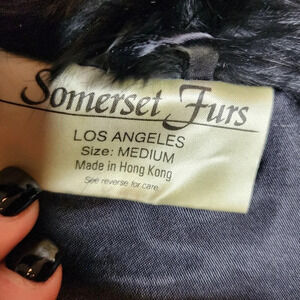 Somerset Furs
LOS ANGELES
Size: MEDIUM
Made in Hong Kong
See reverse for care